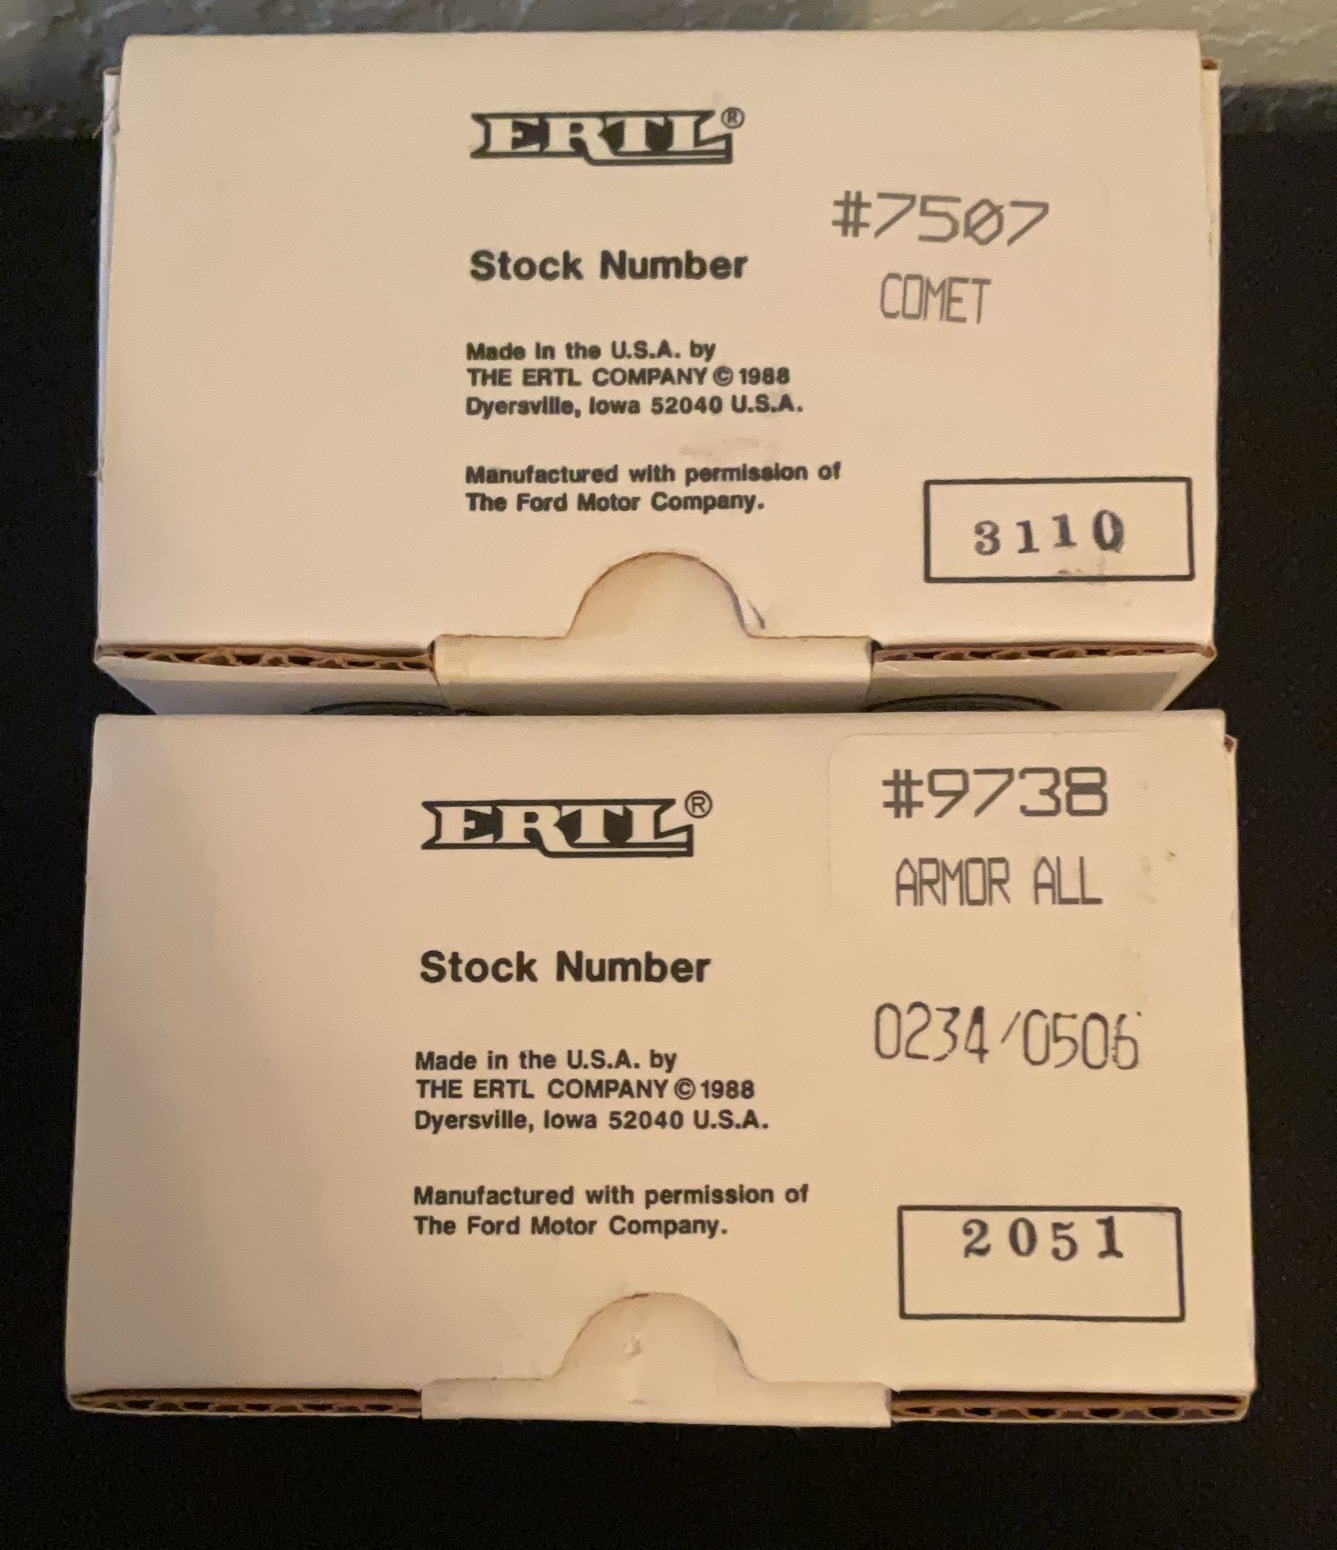 ERTL®
#7507
Stock Number
COMET
Made in the U.S.A. by
THE ERTL COMPANY © 1988
Dyersville, Iowa 52040 U.S.A.
Manufactured with permission of
The Ford Motor Company.
3110
#9738
ERTL®
ARMOR ALL
Stock Number
0234/0506
Made in the U.S.A. by
THE ERTL COMPANY © 1988
Dyersville, Iowa 52040 U.S.A.
Manufactured with permission of
The Ford Motor Company.
2051